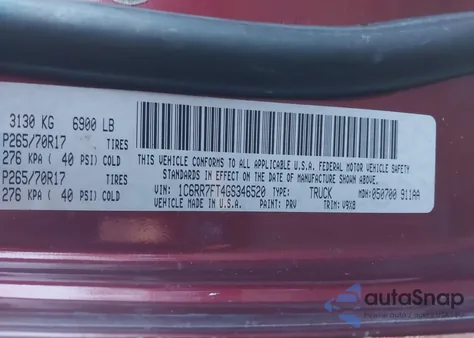 3130 KG 6900 LB
P265/70R17 TIRES
276 KPA ( 40 PSI) COLD
P265/70R17 TIRES
276 KPA ( 40 PSI) COLD
THIS VEHICLE CONFORMS TO ALL APPLICABLE U.S.A. FEDERAL MOTOR VEHICLE SAFETY
STANDARDS IN EFFECT ON THE DATE OF MANUFACTURE SHOWN ABOVE.
VIN: 1C6RR7FT4GS346520 TYPE: TRUCK MDH: 050700 911AA
MADE IN U.S.A. PAINT: PRV TRIM: V9X8
autoSnap